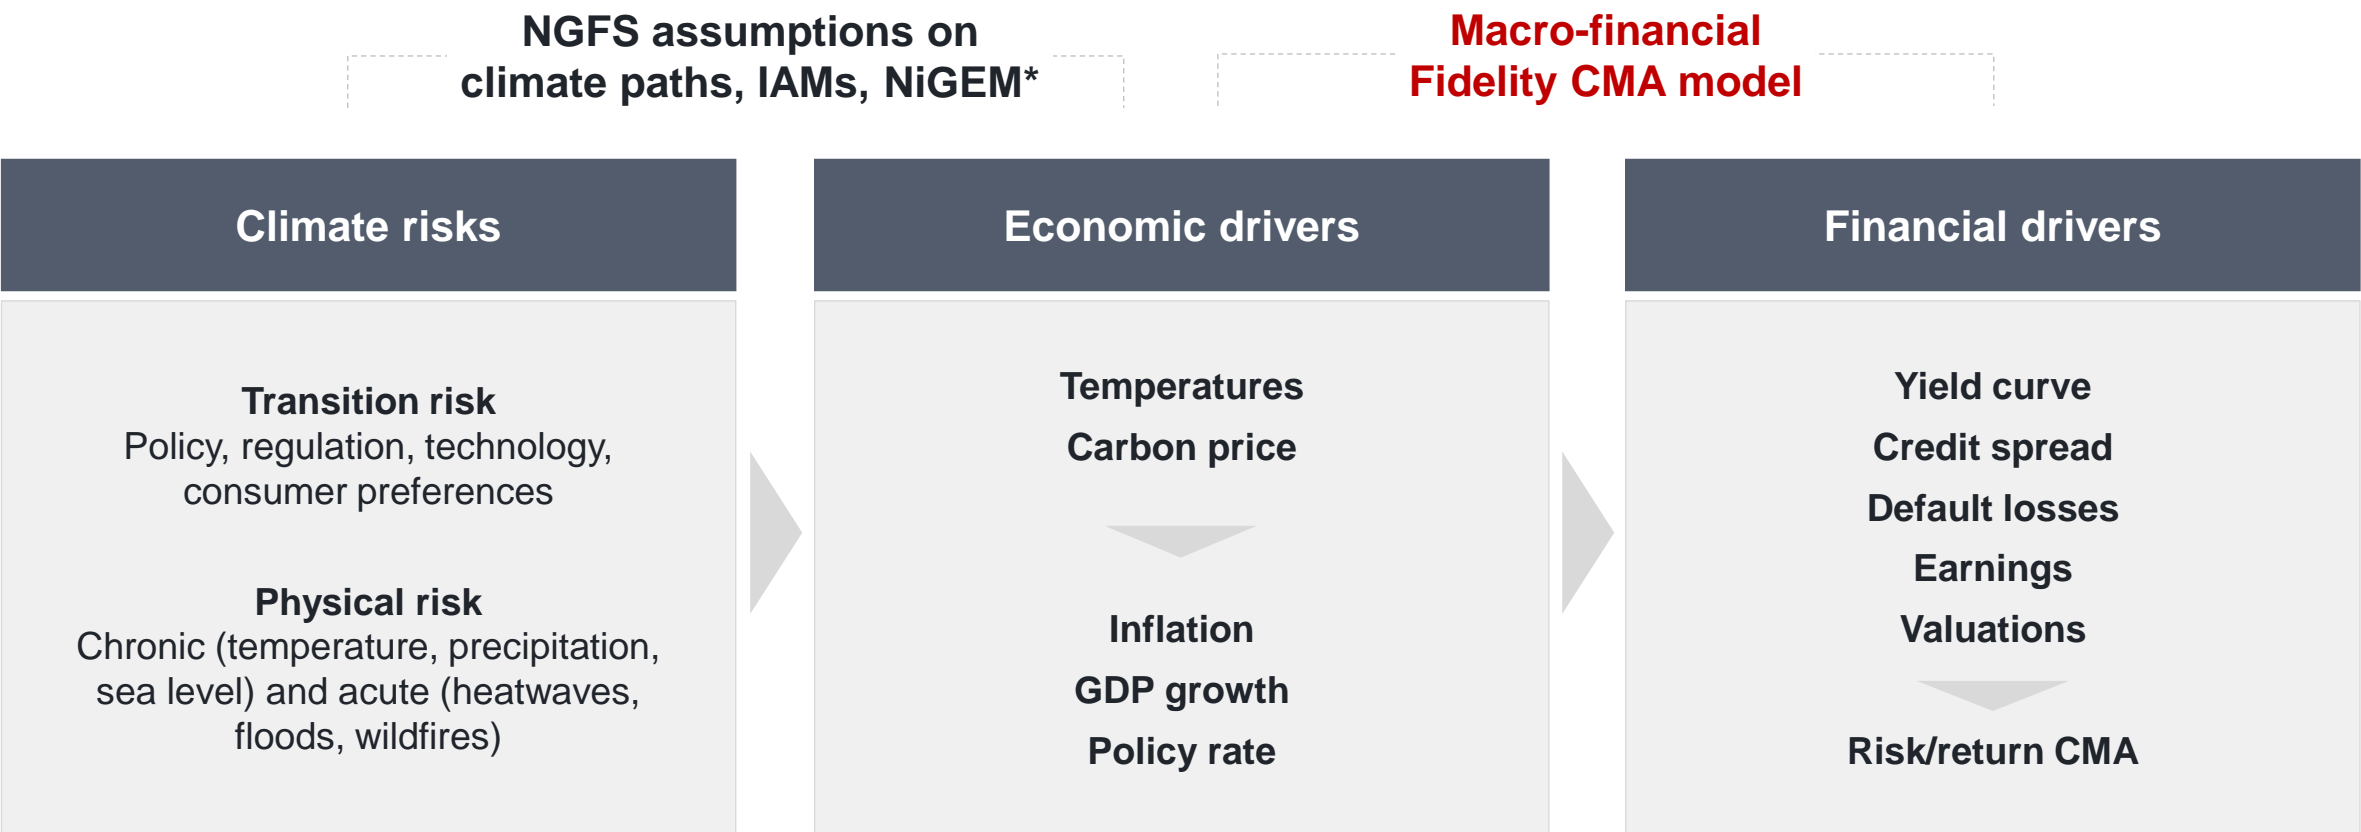 NGFS assumptions on
climate paths, IAMs, NiGEM*
Macro-financial
Fidelity CMA model
Climate risks
Transition risk
Policy, regulation, technology,
consumer preferences
Physical risk
Chronic (temperature, precipitation,
sea level) and acute (heatwaves,
floods, wildfires)
Economic drivers
Temperatures
Carbon price
Inflation
GDP growth
Policy rate
Financial drivers
Yield curve
Credit spread
Default losses
Earnings
Valuations
Risk/return CMA